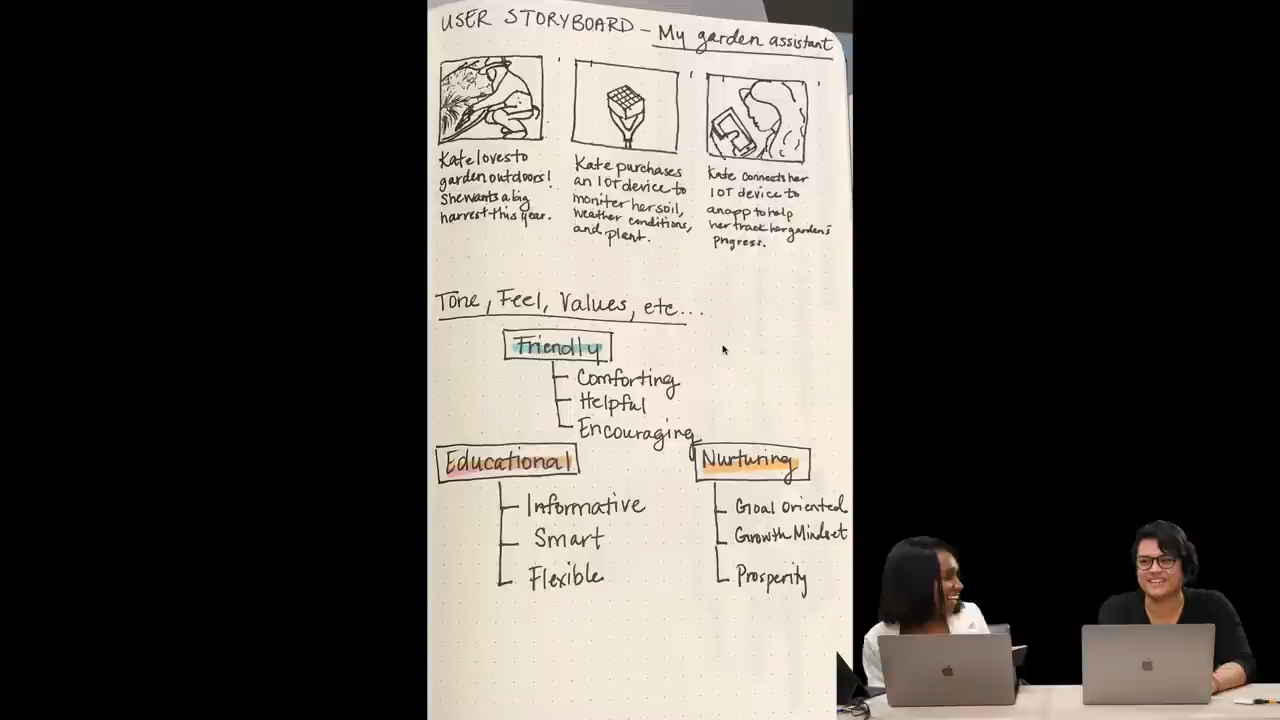 USER STORYBOARD - My garden assistant
Kate loves to
garden outdoors!
She wants a big
harrest this year.
Kate purchases
an IOT device to
moniter her soil,
weather conditions,
and plant.
Kate connects her
IOT device to
an app to help
her track her garden's
progress.
Tone, Feel, Values, etc...
Friendly
Comforting
Helpful
Encouraging
Educational
Informative
Smart
Flexible
Nurturing
Goal Oriented
Growth Mindset
Prosperity